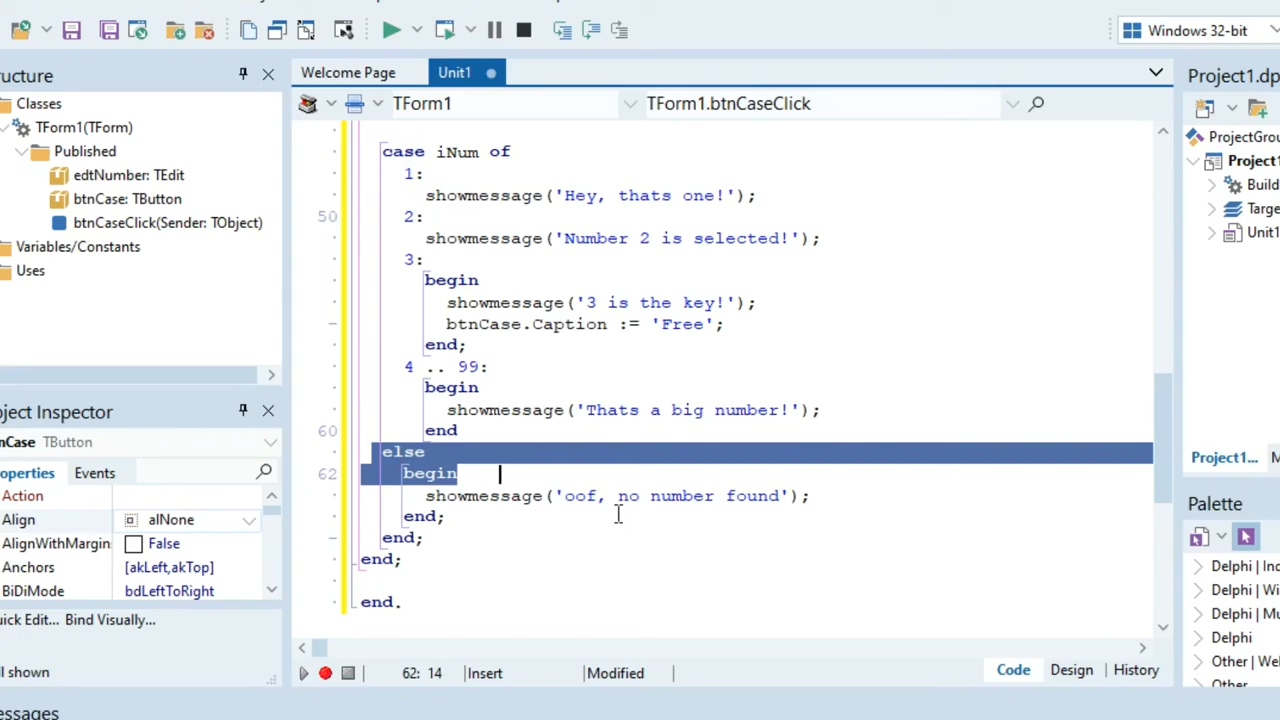 Windows 32-bit
ructure
Welcome Page
Unit1
Project1.dp
Classes
TForm1
TForm1.btnCaseClick
TForm1(TForm)
Published
edtNumber: TEdit
btnCase: TButton
btnCaseClick(Sender: TObject)
Variables/Constants
Uses
case iNum of
1:
showmessage('Hey, thats one!');
50 2:
showmessage('Number 2 is selected!');
3:
begin
showmessage('3 is the key!');
btnCase.Caption := 'Free';
end;
4 .. 99:
begin
showmessage('Thats a big number!');
60 end
else
62 begin
showmessage('oof, no number found');
end;
end;
end;
end.
oject Inspector
nCase TButton
roperties Events
Action
Align alNone
AlignWithMargin False
Anchors [akLeft,akTop]
BiDiMode bdLeftToRight
uick Edit... Bind Visually...
ll shown
62: 14 Insert Modified
Code Design History
essages
ProjectGrou
Project1
Build
Targe
Unit1
Project1... M
Palette
Delphi | Ind
Delphi | Wi
Delphi | Mu
Delphi
Other | We
Other